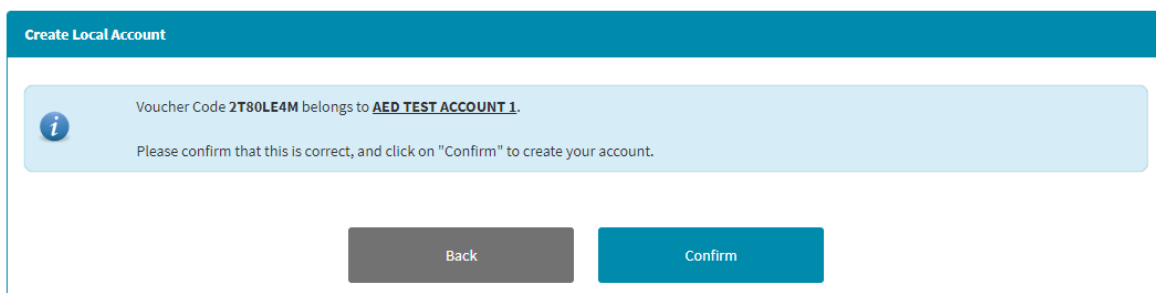 Create Local Account
Voucher Code 2T80LE4M belongs to AED TEST ACCOUNT 1.
Please confirm that this is correct, and click on "Confirm" to create your account.
Back
Confirm